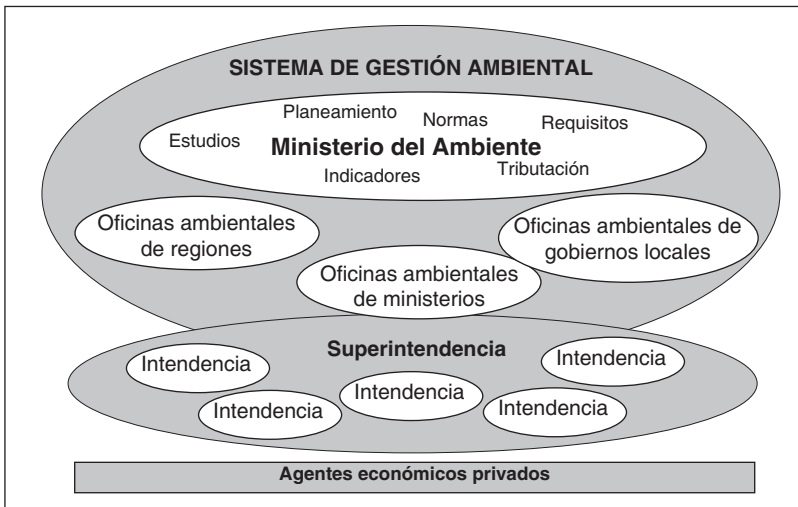 SISTEMA DE GESTIÓN AMBIENTAL
Planeamiento
Normas
Requisitos
Estudios
Ministerio del Ambiente
Indicadores
Tributación
Oficinas ambientales
de regiones
Oficinas ambientales de
gobiernos locales
Oficinas ambientales
de ministerios
Superintendencia
Intendencia
Intendencia
Intendencia
Intendencia
Intendencia
Agentes económicos privados